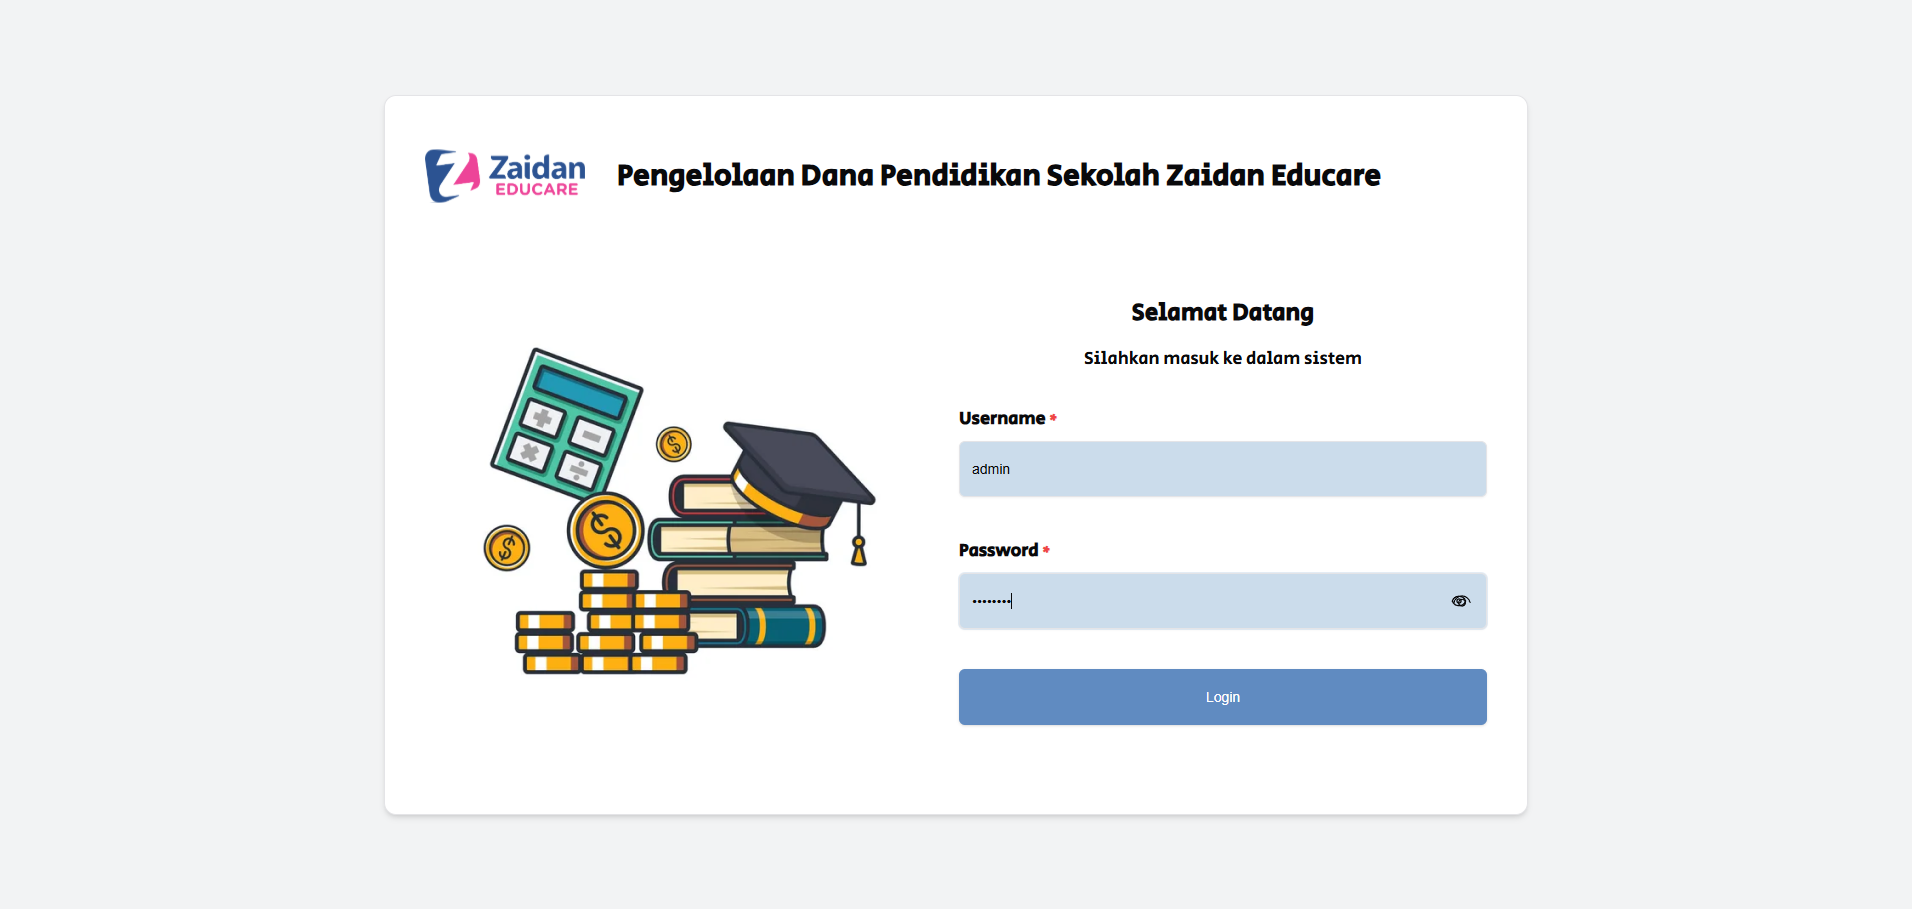 Zaidan
EDUCARE
Pengelolaan Dana Pendidikan Sekolah Zaidan Educare
Selamat Datang
Silahkan masuk ke dalam sistem
Username *
admin
Password *
••••••••
Login